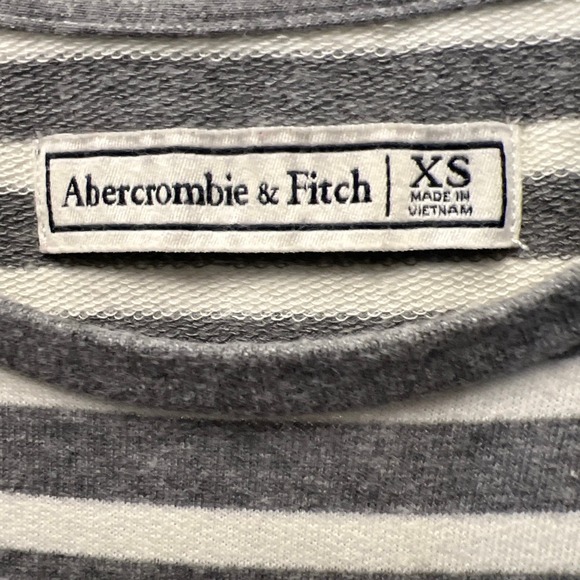 Abercrombie & Fitch
XS
MADE IN
VIETNAM